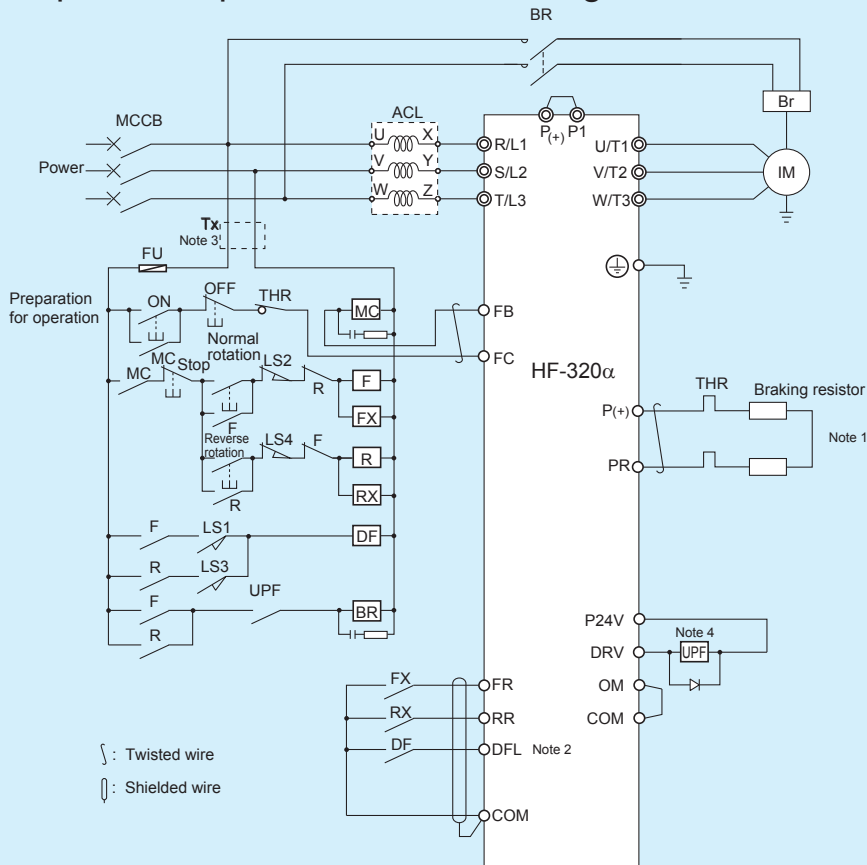 BR
Br
MCCB
ACL
P(+) P1
U X
R/L1
U/T1
V Y
Power
S/L2
V/T2
IM
W Z
T/L3
W/T3
Tx
Note 3
FU
Preparation
for operation
ON
OFF
THR
MC
FB
FC
HF-320α
Normal
rotation
MC
MC
Stop
LS2
R
F
F
FX
Reverse
rotation
LS4
F
R
R
RX
P(+)
THR
Braking resistor
Note 1
PR
F
LS1
DF
R
LS3
F
UPF
BR
R
P24V
Note 4
DRV
UPF
OM
COM
FX
FR
RX
RR
DF
DFL
Note 2
COM
: Twisted wire
: Shielded wire